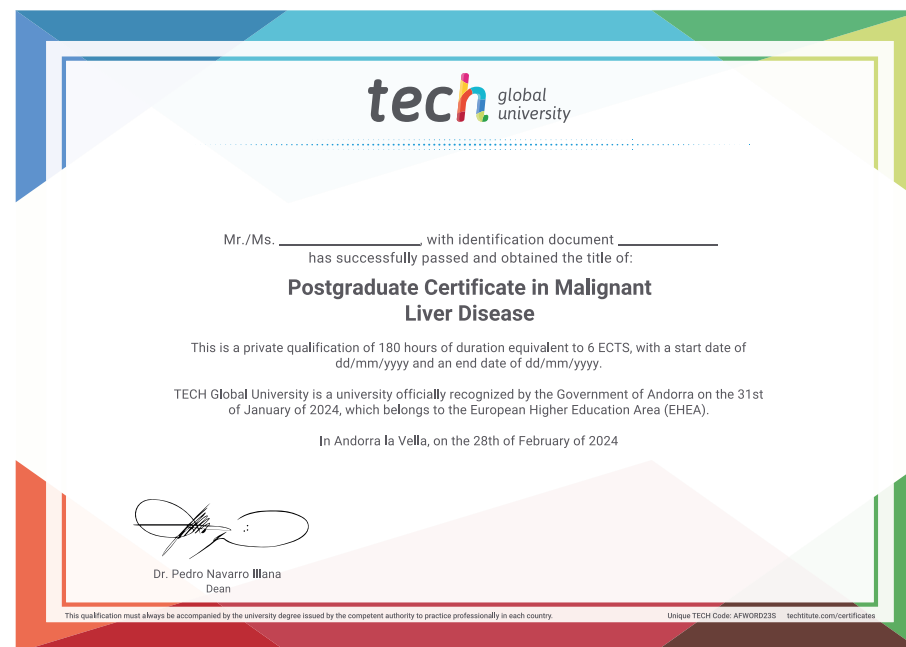 tech global
university
Mr./Ms. ____________, with identification document ____________
has successfully passed and obtained the title of:
Postgraduate Certificate in Malignant
Liver Disease
This is a private qualification of 180 hours of duration equivalent to 6 ECTS, with a start date of
dd/mm/yyyy and an end date of dd/mm/yyyy.
TECH Global University is a university officially recognized by the Government of Andorra on the 31st
of January of 2024, which belongs to the European Higher Education Area (EHEA).
In Andorra la Vella, on the 28th of February of 2024
Dr. Pedro Navarro Illana
Dean
This qualification must always be accompanied by the university degree issued by the competent authority to practice professionally in each country.
Unique TECH Code: AFWORD23S techtitute.com/certificates